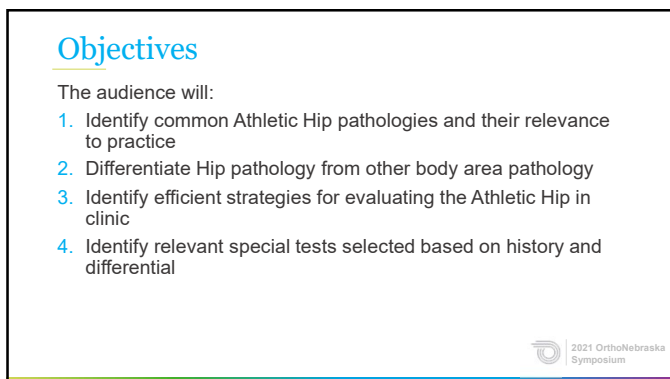 Objectives
The audience will:
1. Identify common Athletic Hip pathologies and their relevance
to practice
2. Differentiate Hip pathology from other body area pathology
3. Identify efficient strategies for evaluating the Athletic Hip in
clinic
4. Identify relevant special tests selected based on history and
differential
2021 OrthoNebraska
Symposium